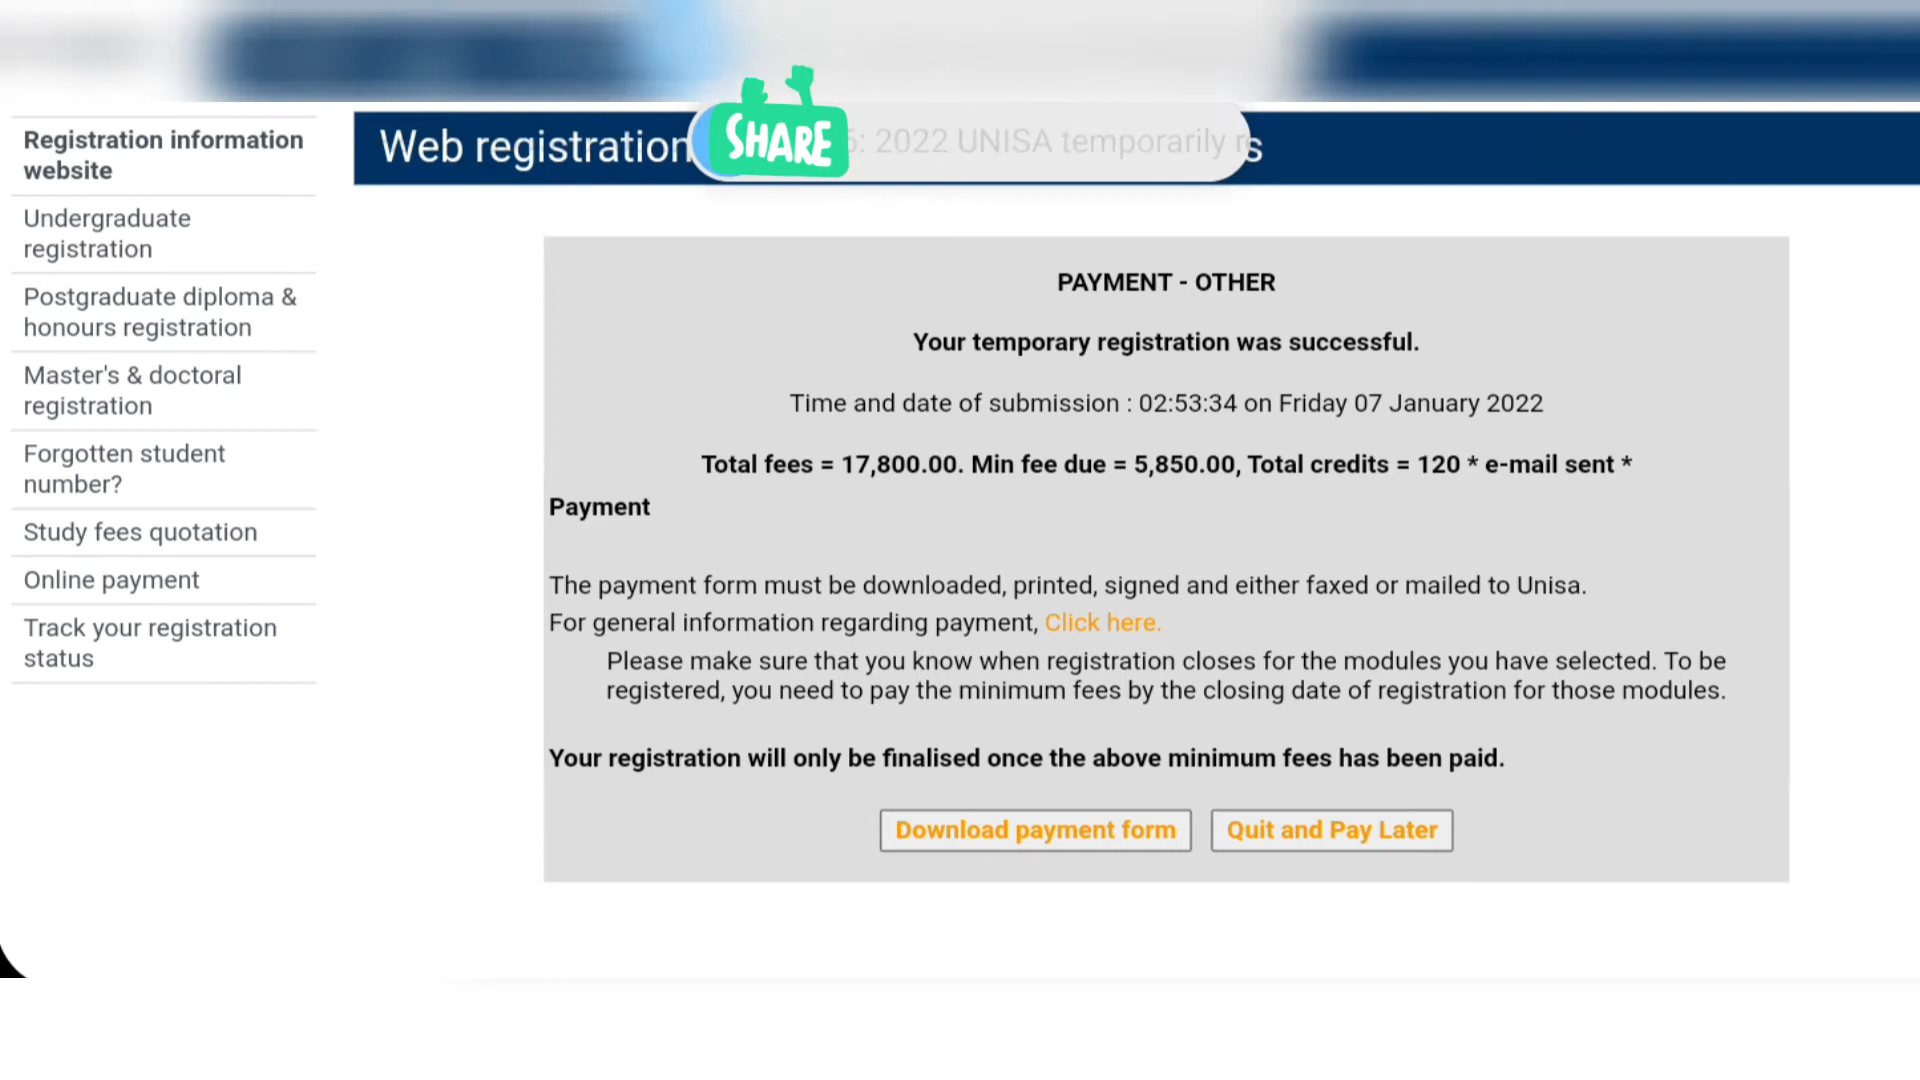 Registration information
website
Undergraduate
registration
Postgraduate diploma &
honours registration
Master's & doctoral
registration
Forgotten student
number?
Study fees quotation
Online payment
Track your registration
status
Web registration
SHARE
: 2022 UNISA temporarily
PAYMENT - OTHER
Your temporary registration was successful.
Time and date of submission : 02:53:34 on Friday 07 January 2022
Total fees = 17,800.00. Min fee due = 5,850.00, Total credits = 120 * e-mail sent *
Payment
The payment form must be downloaded, printed, signed and either faxed or mailed to Unisa.
For general information regarding payment, Click here.
Please make sure that you know when registration closes for the modules you have selected. To be
registered, you need to pay the minimum fees by the closing date of registration for those modules.
Your registration will only be finalised once the above minimum fees has been paid.
Download payment form
Quit and Pay Later